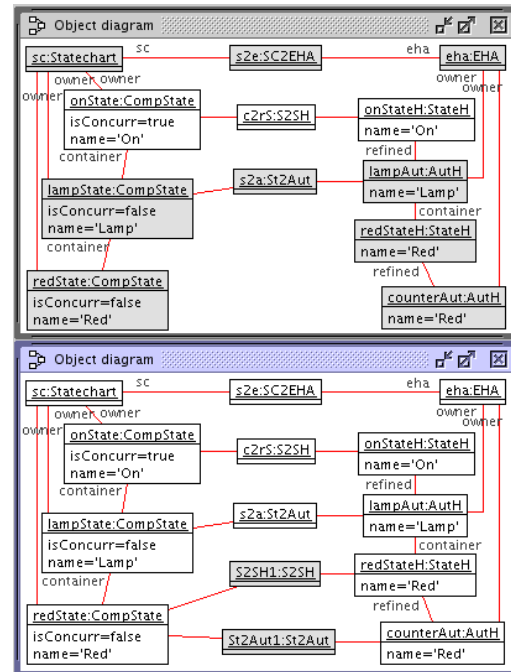 Object diagram
sc:Statechart
sc
s2e:SC2EHA
eha
eha:EHA
owner
owner
owner
owner
owner
onState:CompState
isConcurr=true
name='On'
c2rS:S2SH
onStateH:StateH
name='On'
container
refined
lampState:CompState
isConcurr=false
name='Lamp'
s2a:St2Aut
lampAut:AutH
name='Lamp'
container
container
redStateH:StateH
name='Red'
refined
redState:CompState
isConcurr=false
name='Red'
counterAut:AutH
name='Red'
Object diagram
sc:Statechart
sc
s2e:SC2EHA
eha
eha:EHA
owner
owner
owner
owner
owner
onState:CompState
isConcurr=true
name='On'
c2rS:S2SH
onStateH:StateH
name='On'
container
refined
lampState:CompState
isConcurr=false
name='Lamp'
s2a:St2Aut
lampAut:AutH
name='Lamp'
container
container
S2SH1:S2SH
redStateH:StateH
name='Red'
refined
redState:CompState
isConcurr=false
name='Red'
St2Aut1:St2Aut
counterAut:AutH
name='Red'